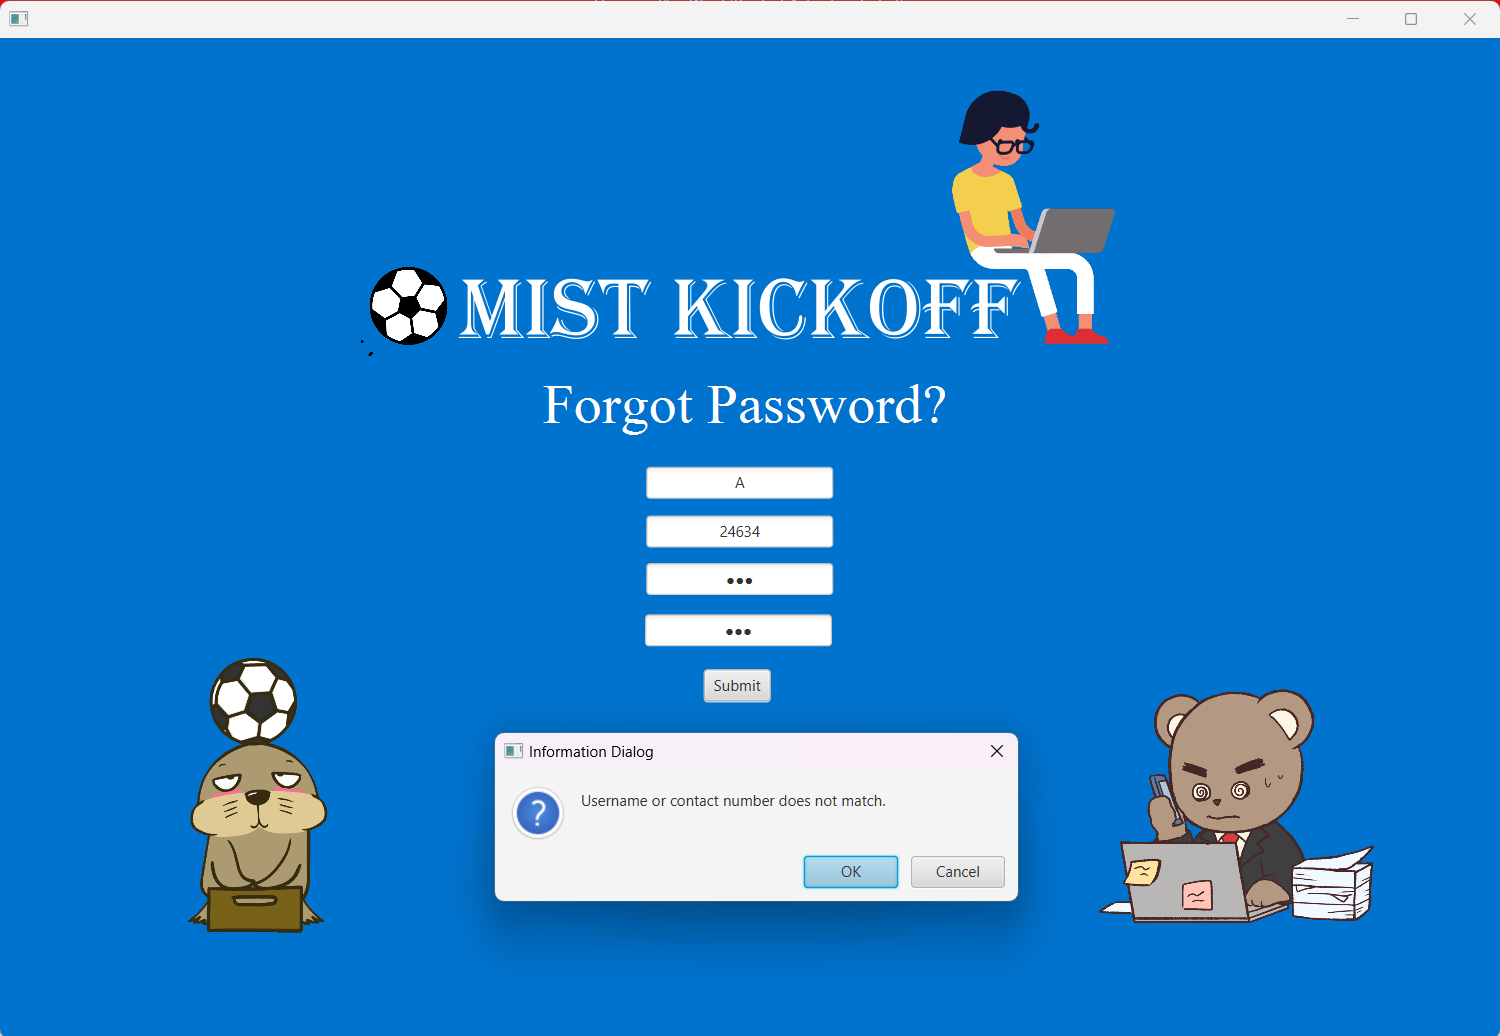 MIST KICKOFF
Forgot Password?
A
24634
•••
•••
Submit
Information Dialog
Username or contact number does not match.
OK
Cancel